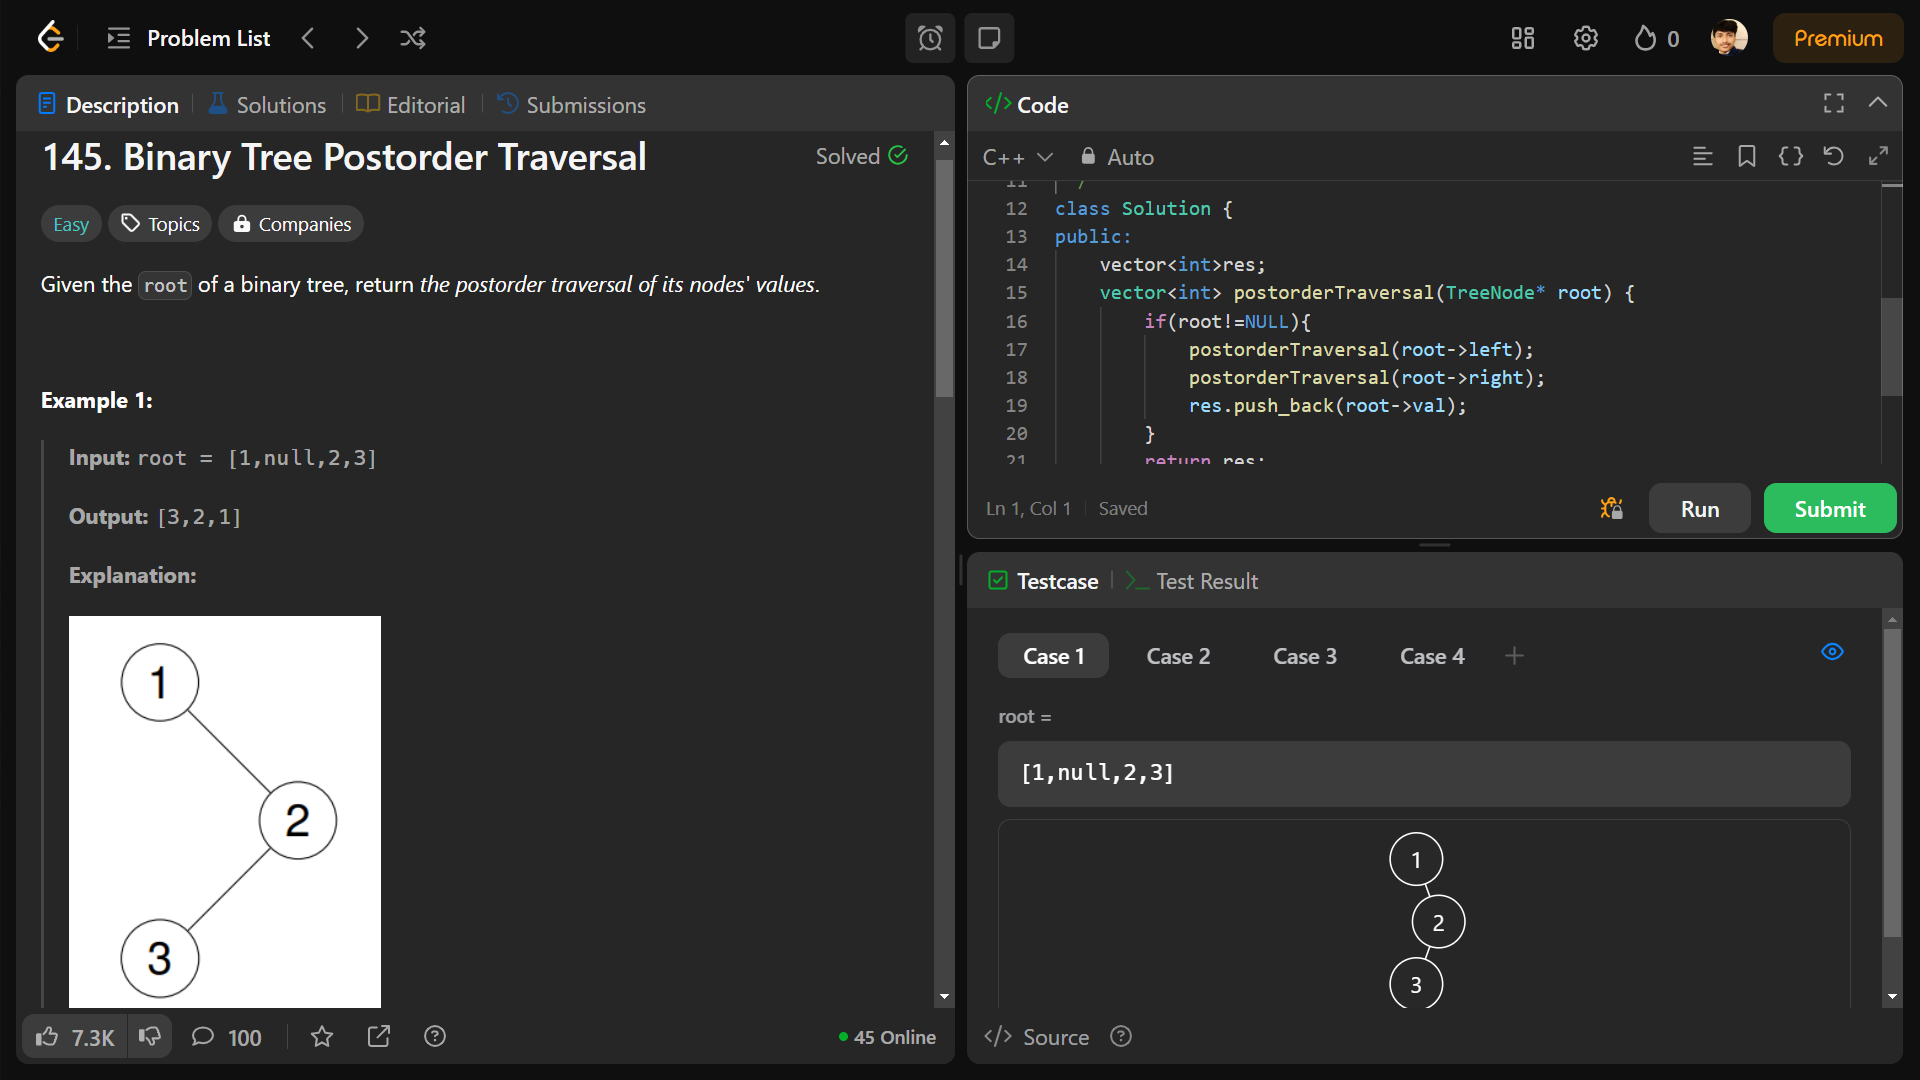 Problem List
0
Premium
Description
Solutions
Editorial
Submissions
145. Binary Tree Postorder Traversal
Solved
Easy
Topics
Companies
Given the root of a binary tree, return the postorder traversal of its nodes' values.
Example 1:
Input: root = [1,null,2,3]
Output: [3,2,1]
Explanation:
1
2
3
7.3K
100
45 Online
</> Code
C++
Auto
11 */
12 class Solution {
13 public:
14 vector<int>res;
15 vector<int> postorderTraversal(TreeNode* root) {
16 if(root!=NULL){
17 postorderTraversal(root->left);
18 postorderTraversal(root->right);
19 res.push_back(root->val);
20 }
21 return res;
Ln 1, Col 1
Saved
Run
Submit
Testcase
Test Result
Case 1
Case 2
Case 3
Case 4
root =
[1,null,2,3]
1
2
3
</> Source